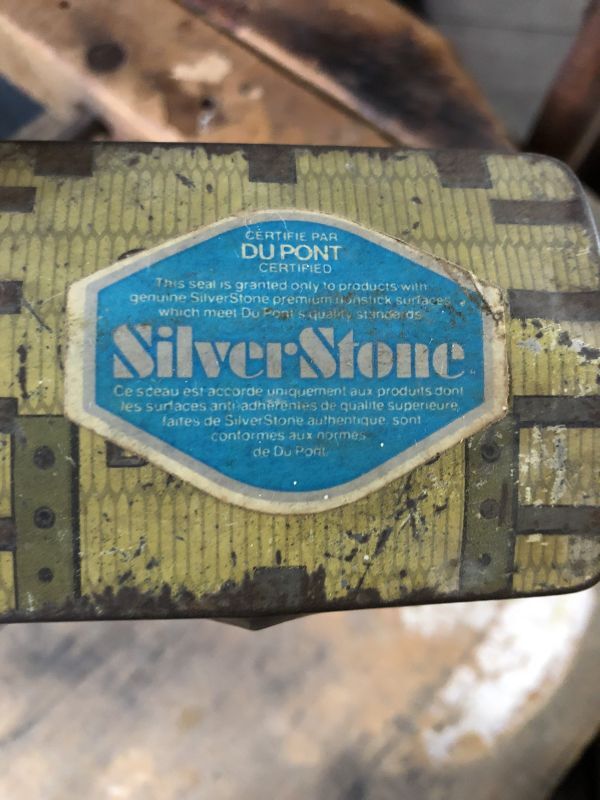 CERTIFIE PAR
DU PONT
CERTIFIED
This seal is granted only to products with
genuine SilverStone premium nonstick surfaces
which meet Du Pont's quality standards
SilverStone
Ce sceau est accorde uniquement aux produits dont
les surfaces anti-adherentes de qualite superieure,
faites de SilverStone authentique, sont
conformes aux normes
de Du Pont.